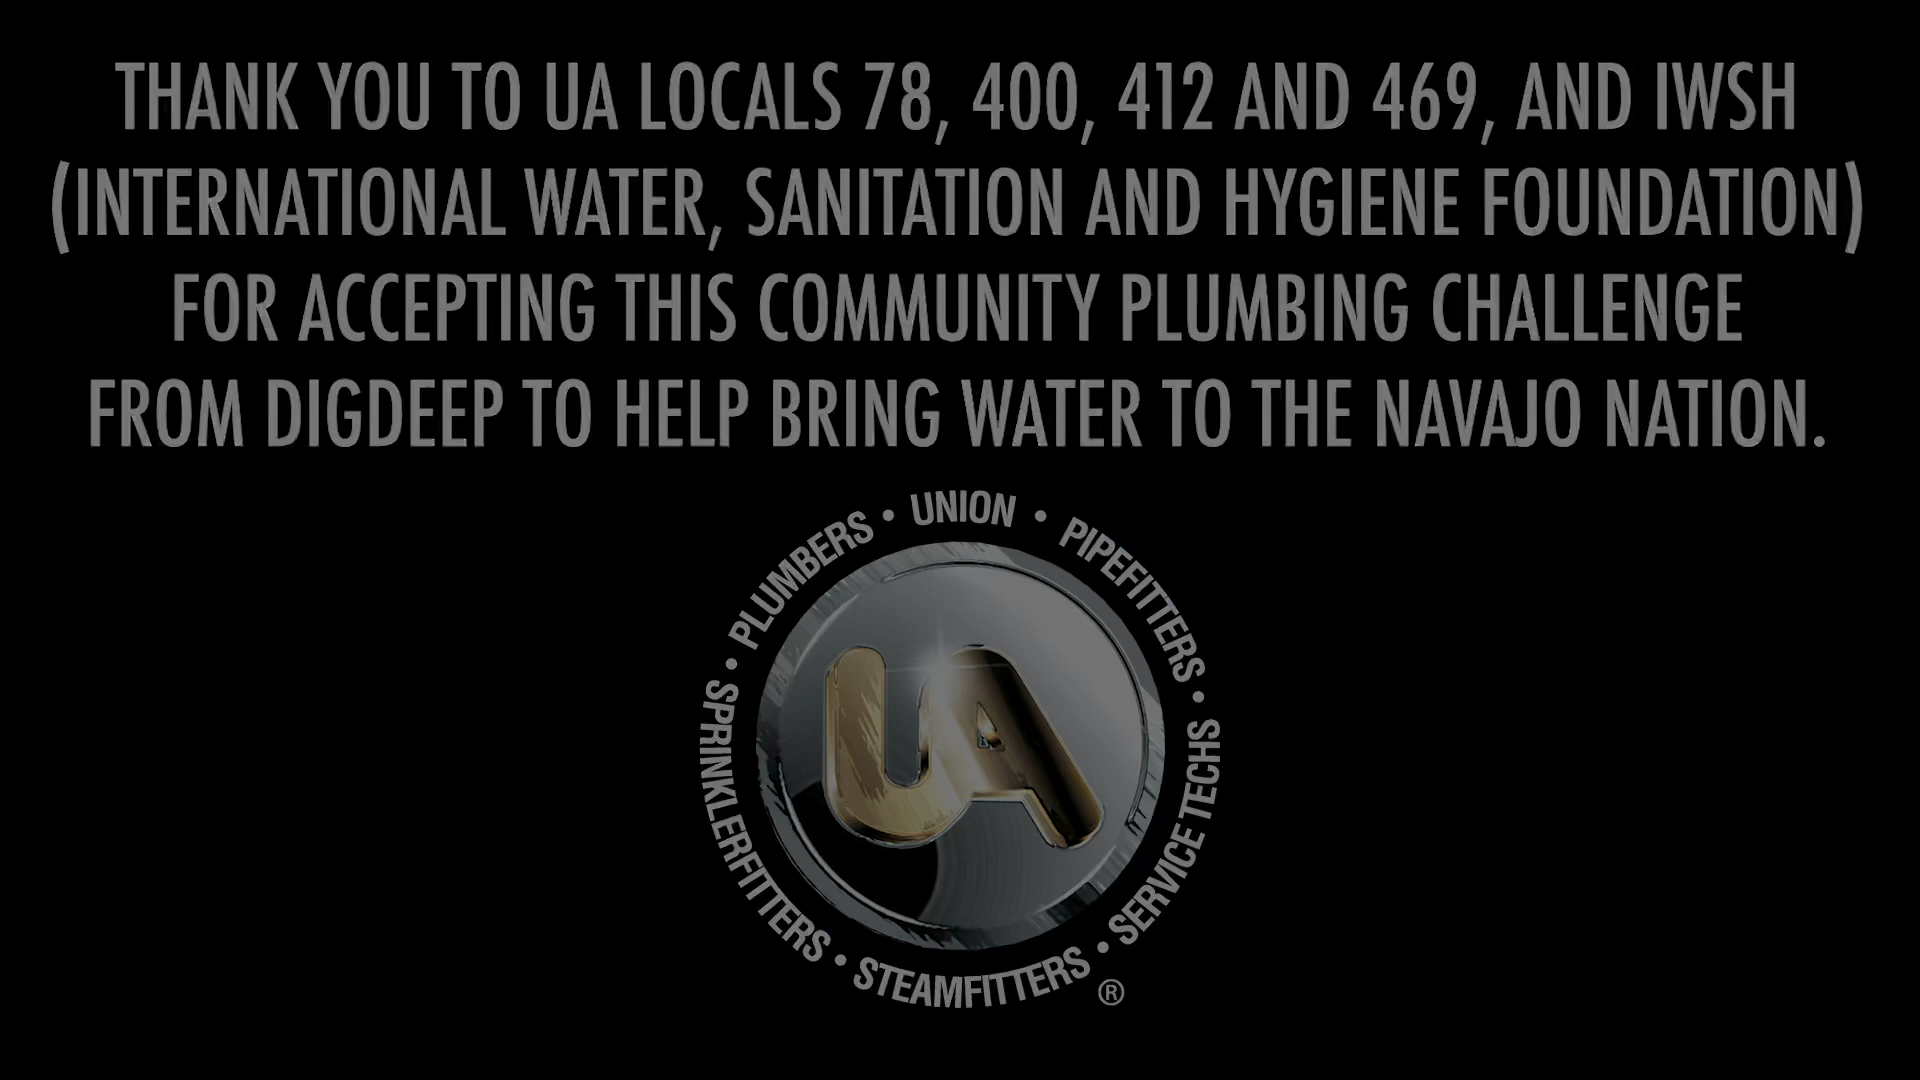 THANK YOU TO UA LOCALS 78, 400, 412 AND 469, AND IWSH
(INTERNATIONAL WATER, SANITATION AND HYGIENE FOUNDATION)
FOR ACCEPTING THIS COMMUNITY PLUMBING CHALLENGE
FROM DIGDEEP TO HELP BRING WATER TO THE NAVAJO NATION.
SPRINKLERFITTERS • PLUMBERS • UNION • PIPEFITTERS • SERVICE TECHS • STEAMFITTERS •
UA
®